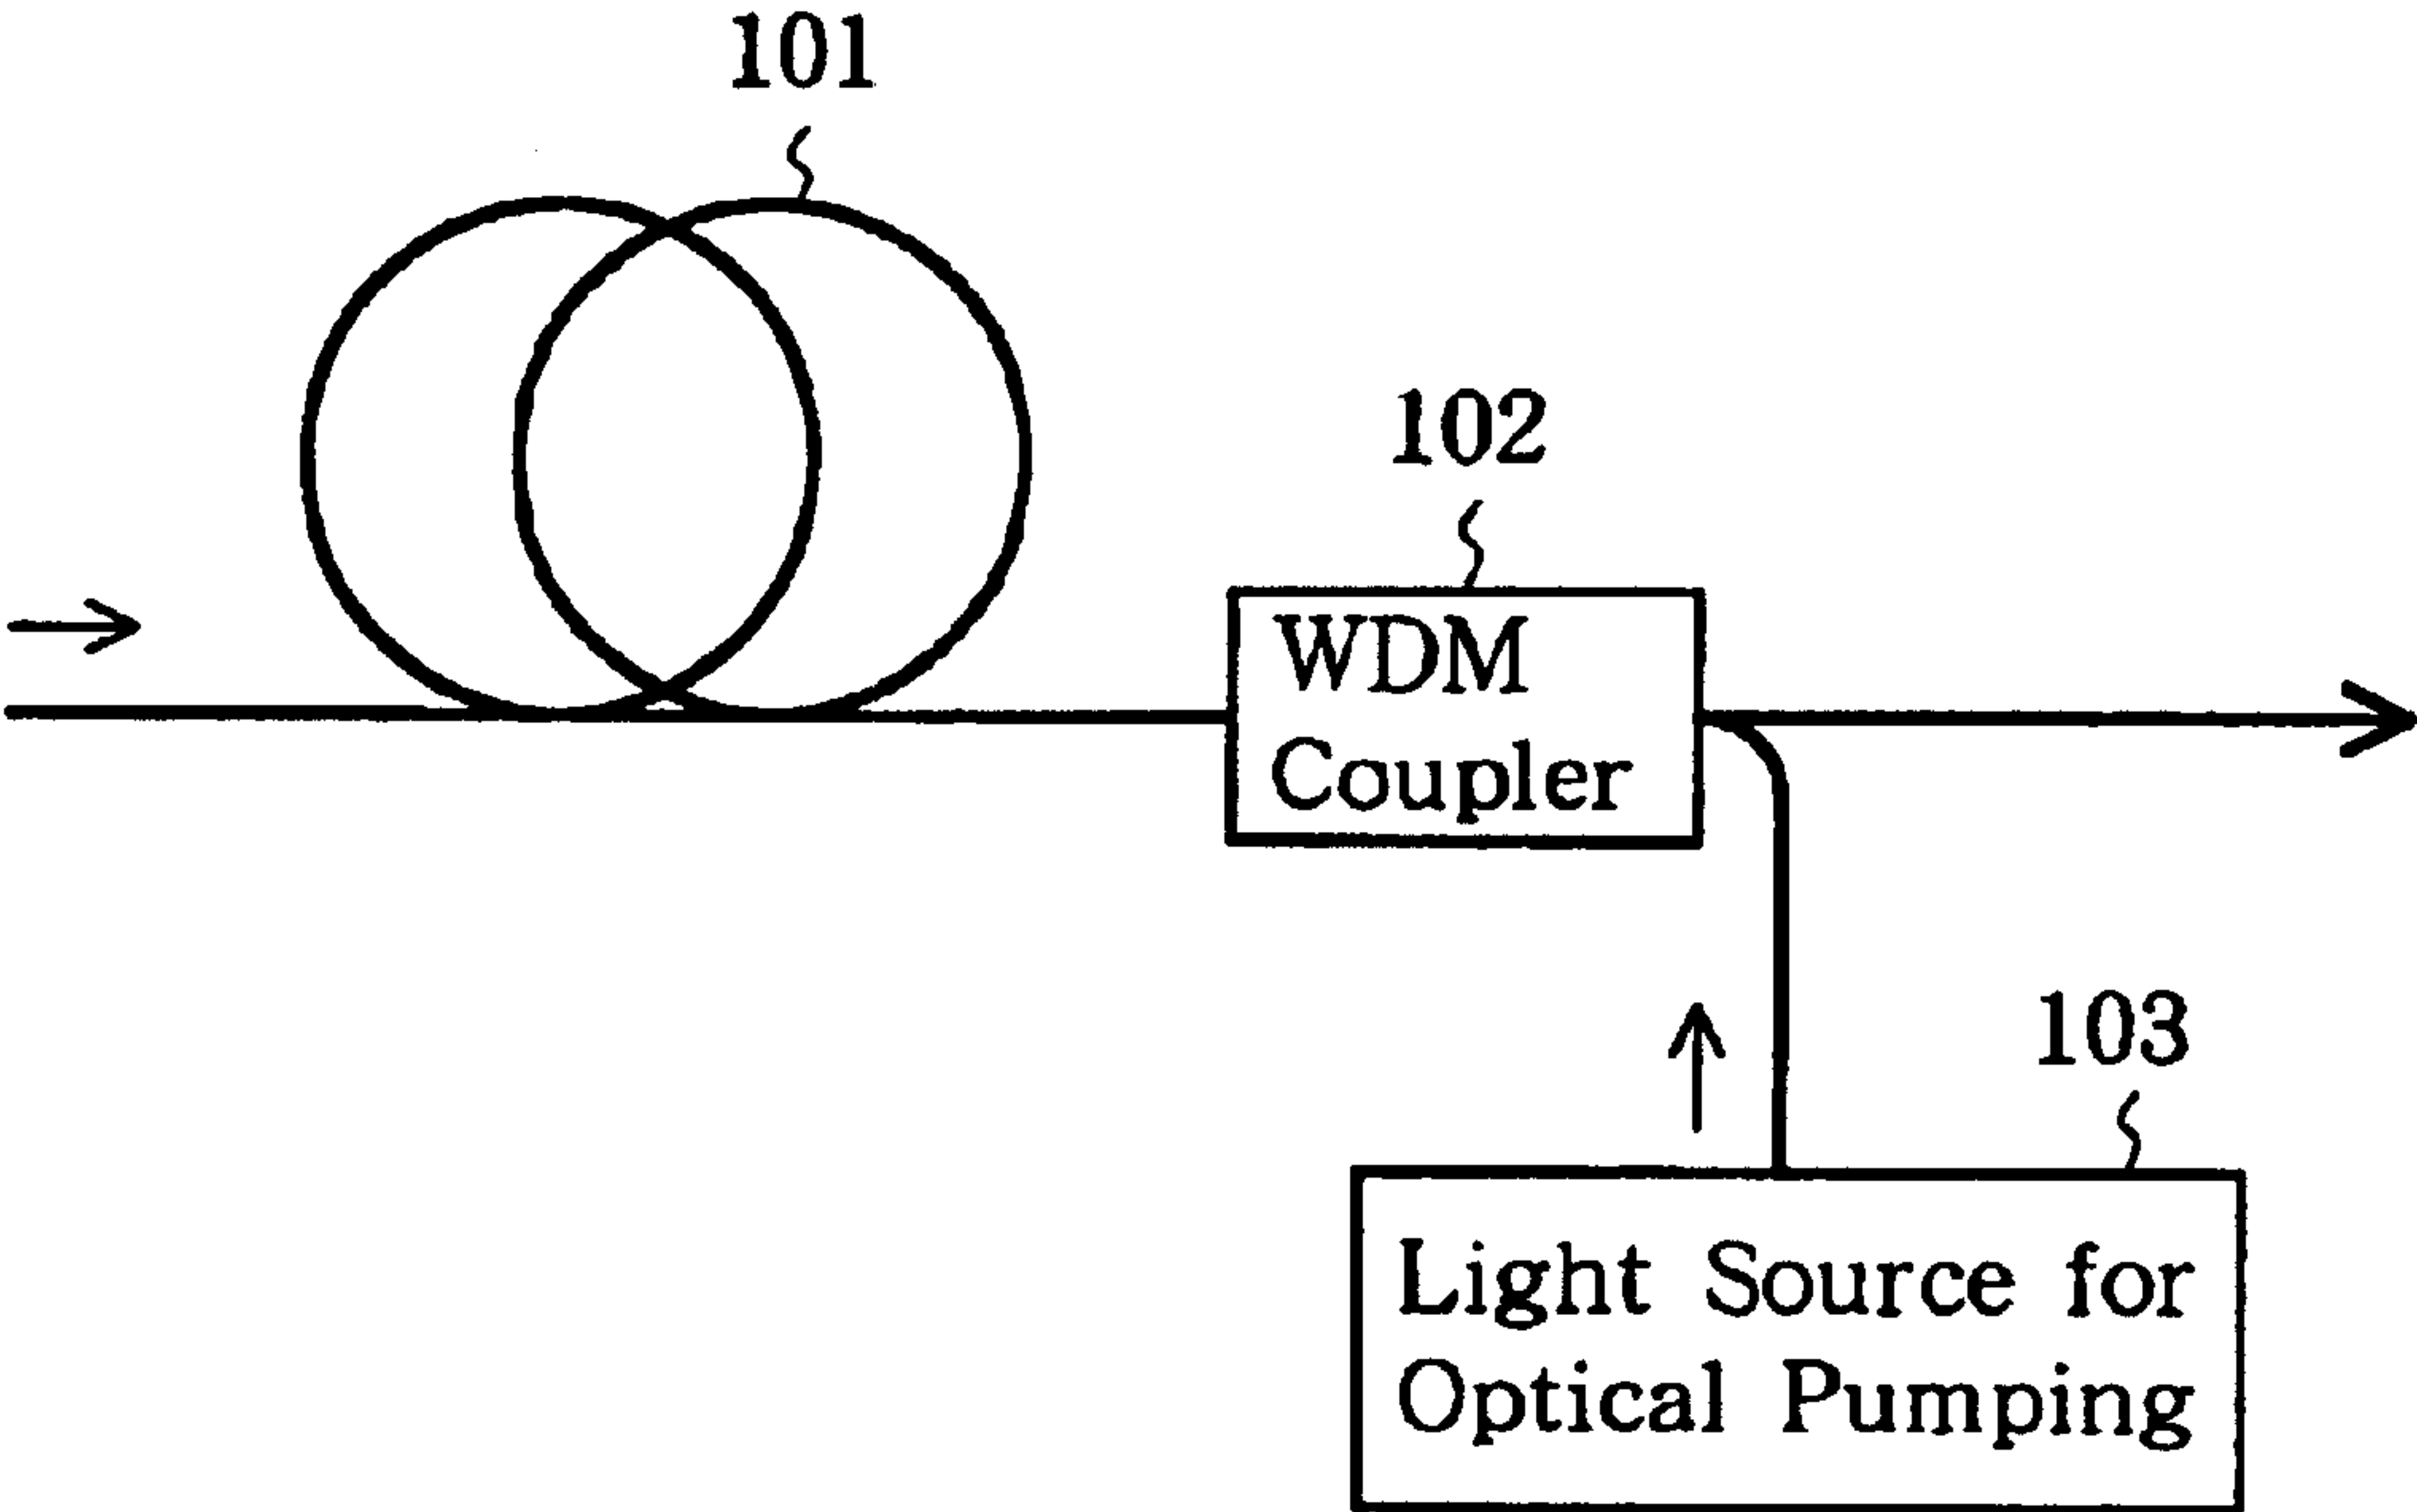 101
102
WDM
Coupler
103
Light Source for
Optical Pumping